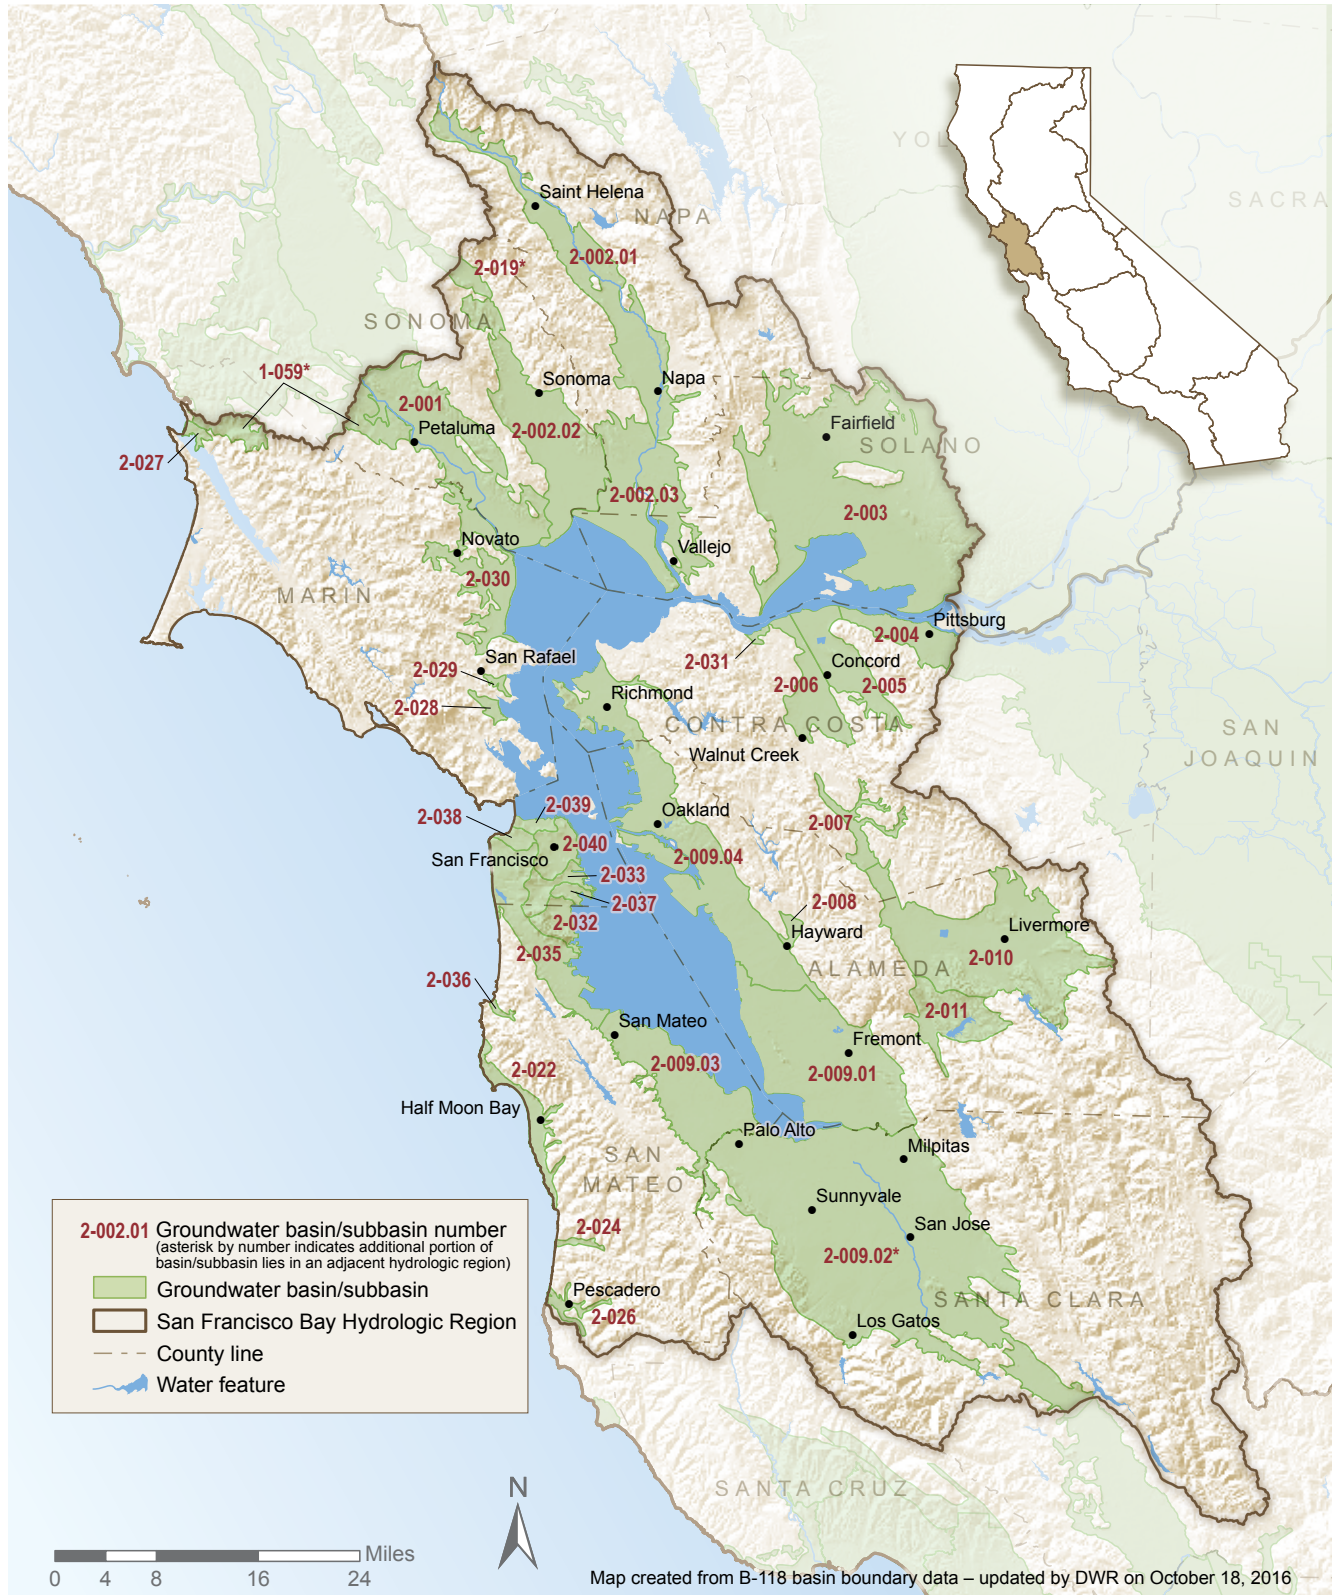 YOL
SACRA
Saint Helena
NAPA
2-002.01
2-019*
SONOMA
1-059*
Sonoma
Napa
2-001
Petaluma
2-002.02
Fairfield
SOLANO
2-027
2-002.03
2-003
Novato
Vallejo
2-030
MARIN
Pittsburg
2-004
2-031
San Rafael
Concord
2-029
2-006
2-005
2-028
Richmond
CONTRA COSTA
SAN
JOAQUIN
Walnut Creek
2-039
2-038
Oakland
2-007
2-040
San Francisco
2-009.04
2-033
2-037
2-008
2-032
Hayward
Livermore
2-035
2-010
ALAMEDA
2-036
2-011
San Mateo
Fremont
2-022
2-009.03
2-009.01
Half Moon Bay
Palo Alto
Milpitas
SAN
MATEO
Sunnyvale
San Jose
2-024
2-009.02*
Pescadero
SANTA CLARA
2-026
Los Gatos
2-002.01 Groundwater basin/subbasin number
(asterisk by number indicates additional portion of
basin/subbasin lies in an adjacent hydrologic region)
Groundwater basin/subbasin
San Francisco Bay Hydrologic Region
County line
Water feature
SANTA CRUZ
N
Miles
0 4 8 16 24
Map created from B-118 basin boundary data – updated by DWR on October 18, 2016